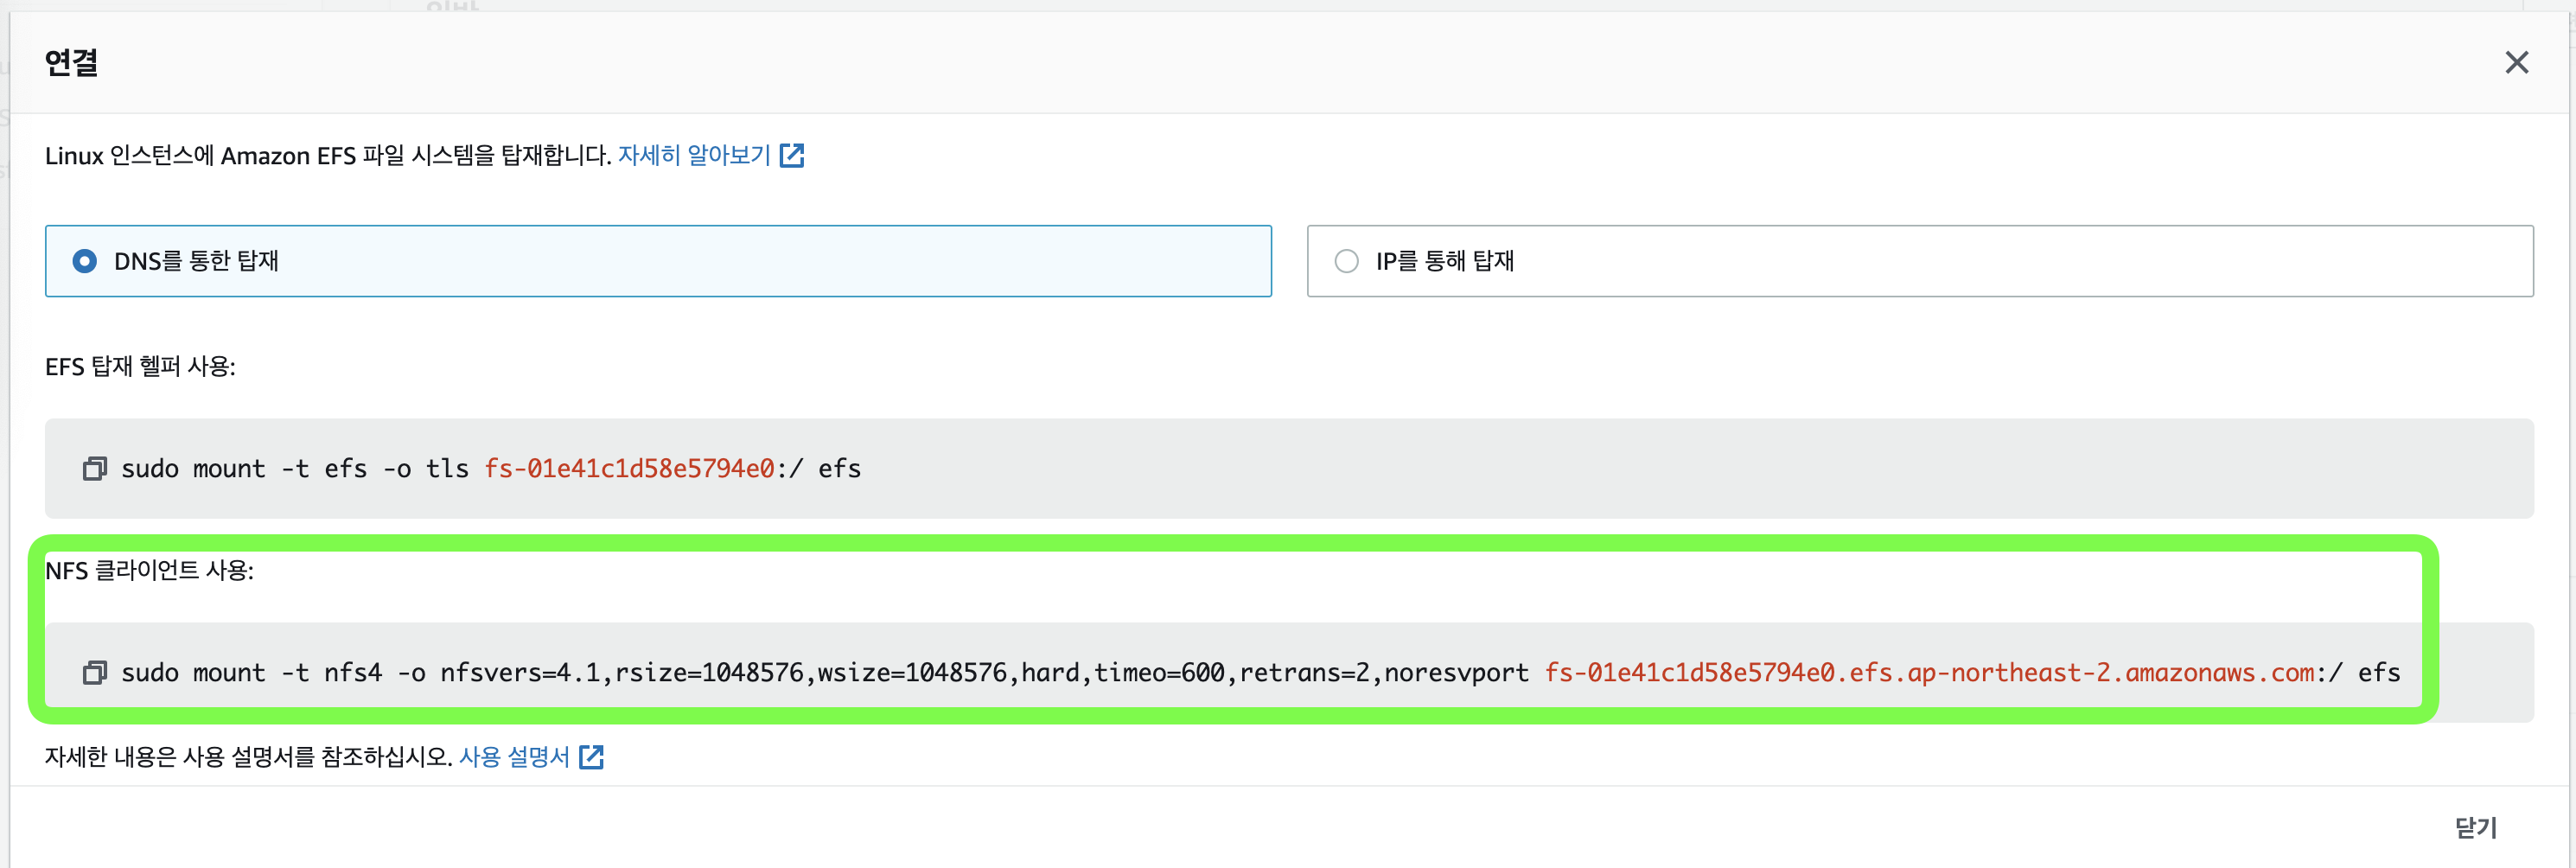 연결
Linux 인스턴스에 Amazon EFS 파일 시스템을 탑재합니다. 자세히 알아보기
DNS를 통한 탑재
IP를 통해 탑재
EFS 탑재 헬퍼 사용:
sudo mount -t efs -o tls fs-01e41c1d58e5794e0:/ efs
NFS 클라이언트 사용:
sudo mount -t nfs4 -o nfsvers=4.1,rsize=1048576,wsize=1048576,hard,timeo=600,retrans=2,noresvport fs-01e41c1d58e5794e0.efs.ap-northeast-2.amazonaws.com:/ efs
자세한 내용은 사용 설명서를 참조하십시오. 사용 설명서
닫기